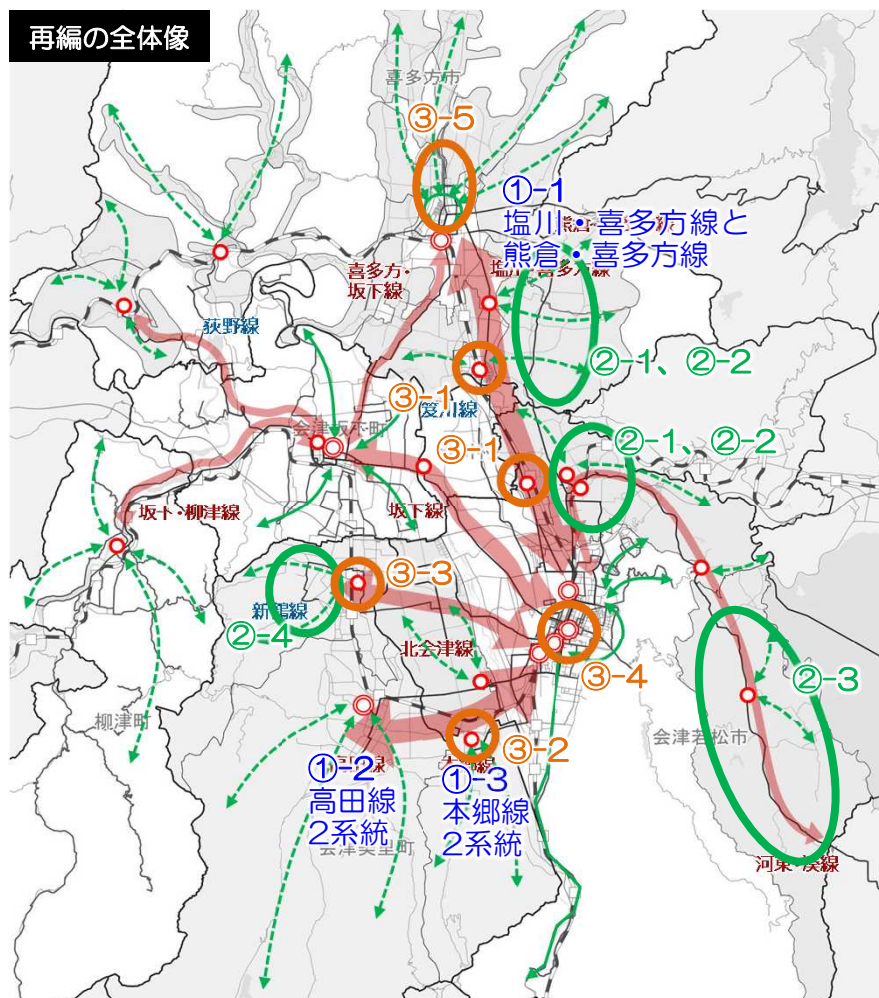 再編の全体像
喜多方市
③-5
①-1
塩川・喜多方線と
熊倉・喜多方線
喜多方・
坂下線
荻野線
②-1、②-2
③-1
笈川線
会津坂下町
③-1
②-1、②-2
坂下・柳津線
坂下線
③-3
新鶴線
②-4
北会津線
③-4
②-3
柳津町
会津若松市
③-2
①-2
高田線
2系統
①-3
本郷線
2系統
会津美里町
河東・湊線